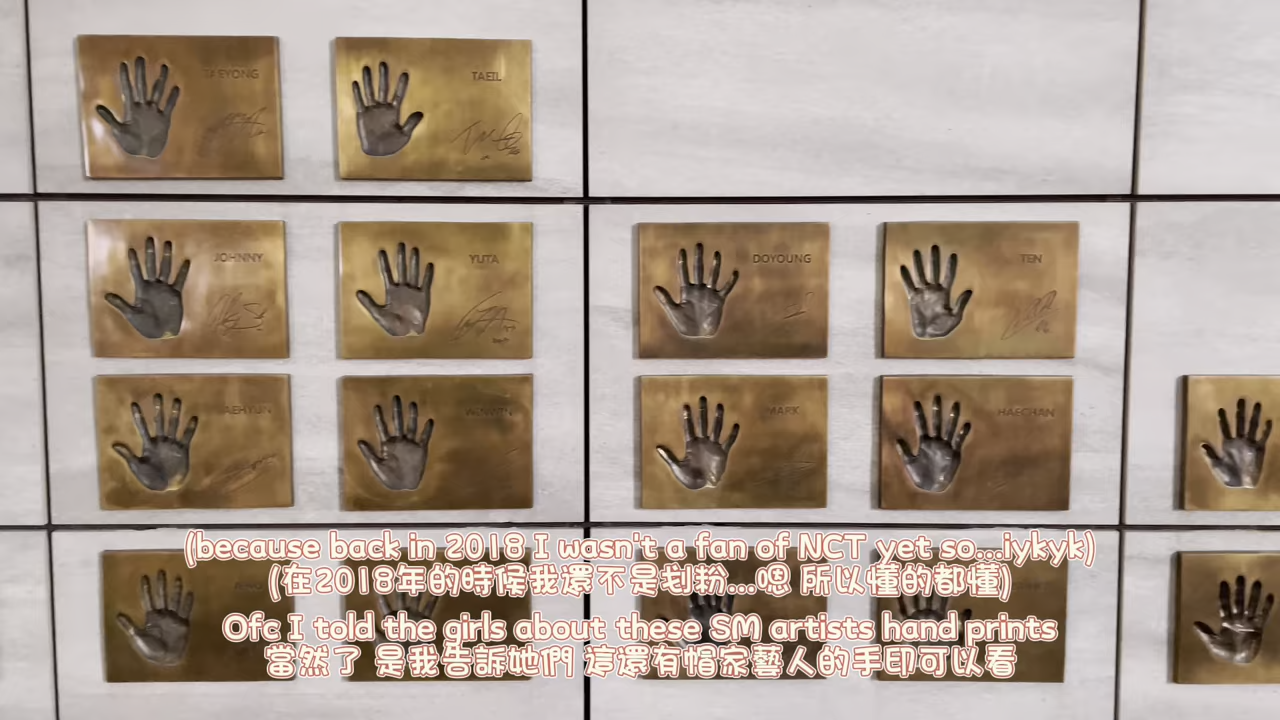 TAEYONG
TAEIL
JOHNNY
YUTA
DOYOUNG
TEN
JAEHYUN
WINWIN
MARK
HAECHAN
(because back in 2018 I wasn't a fan of NCT yet so...iykyk)
(在2018年的時候我還不是划粉...嗯 所以懂的都懂)
Ofc I told the girls about these SM artists hand prints
當然了 是我告訴她們 這還有帽家藝人的手印可以看